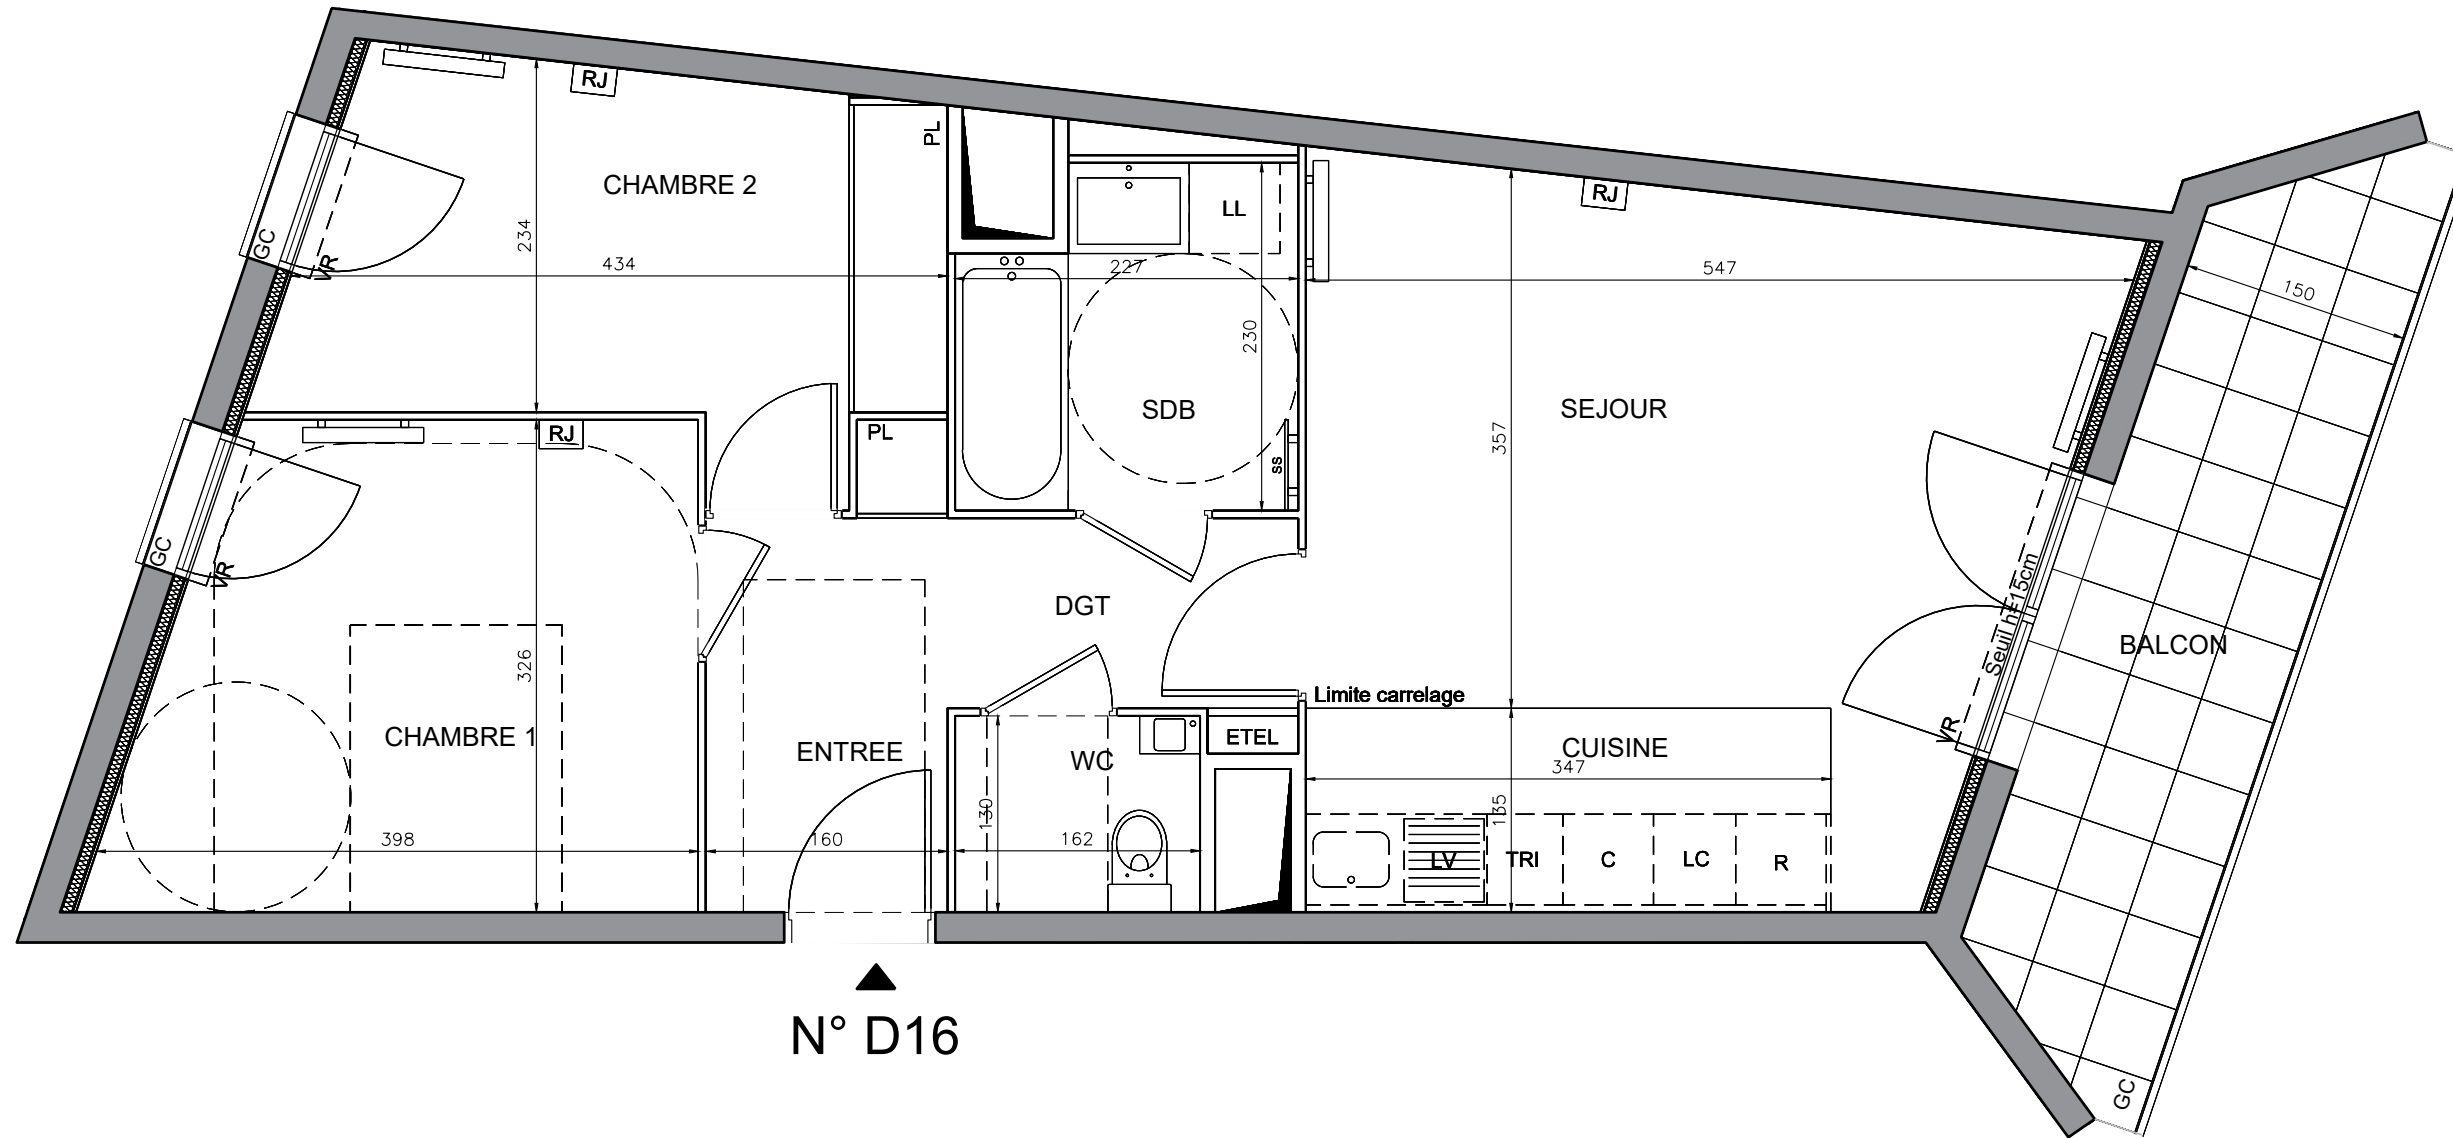 RJ
PL
CHAMBRE 2
LL
RJ
GC
VR
234
434
227
547
150
230
SDB
SEJOUR
PL
RJ
357
ss
GC
VR
DGT
Seuil h=15cm
BALCON
326
Limite carrelage
CHAMBRE 1
ENTREE
WC
ETEL
CUISINE
347
VR
130
135
398
160
162
LV
TRI
C
LC
R
N° D16
GC